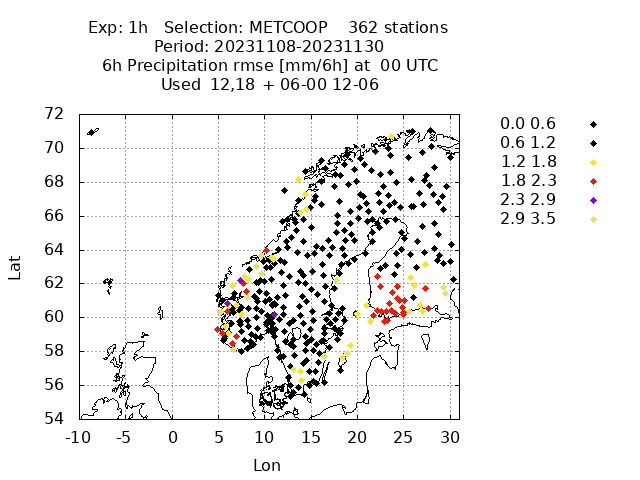 Exp: 1h   Selection: METCOOP    362 stations
Period: 20231108-20231130
6h Precipitation rmse [mm/6h] at  00 UTC
Used  12,18  + 06-00 12-06
72
70
68
66
64
62
60
58
56
54
-10 -5 0 5 10 15 20 25 30
Lat
Lon
0.0 0.6
0.6 1.2
1.2 1.8
1.8 2.3
2.3 2.9
2.9 3.5